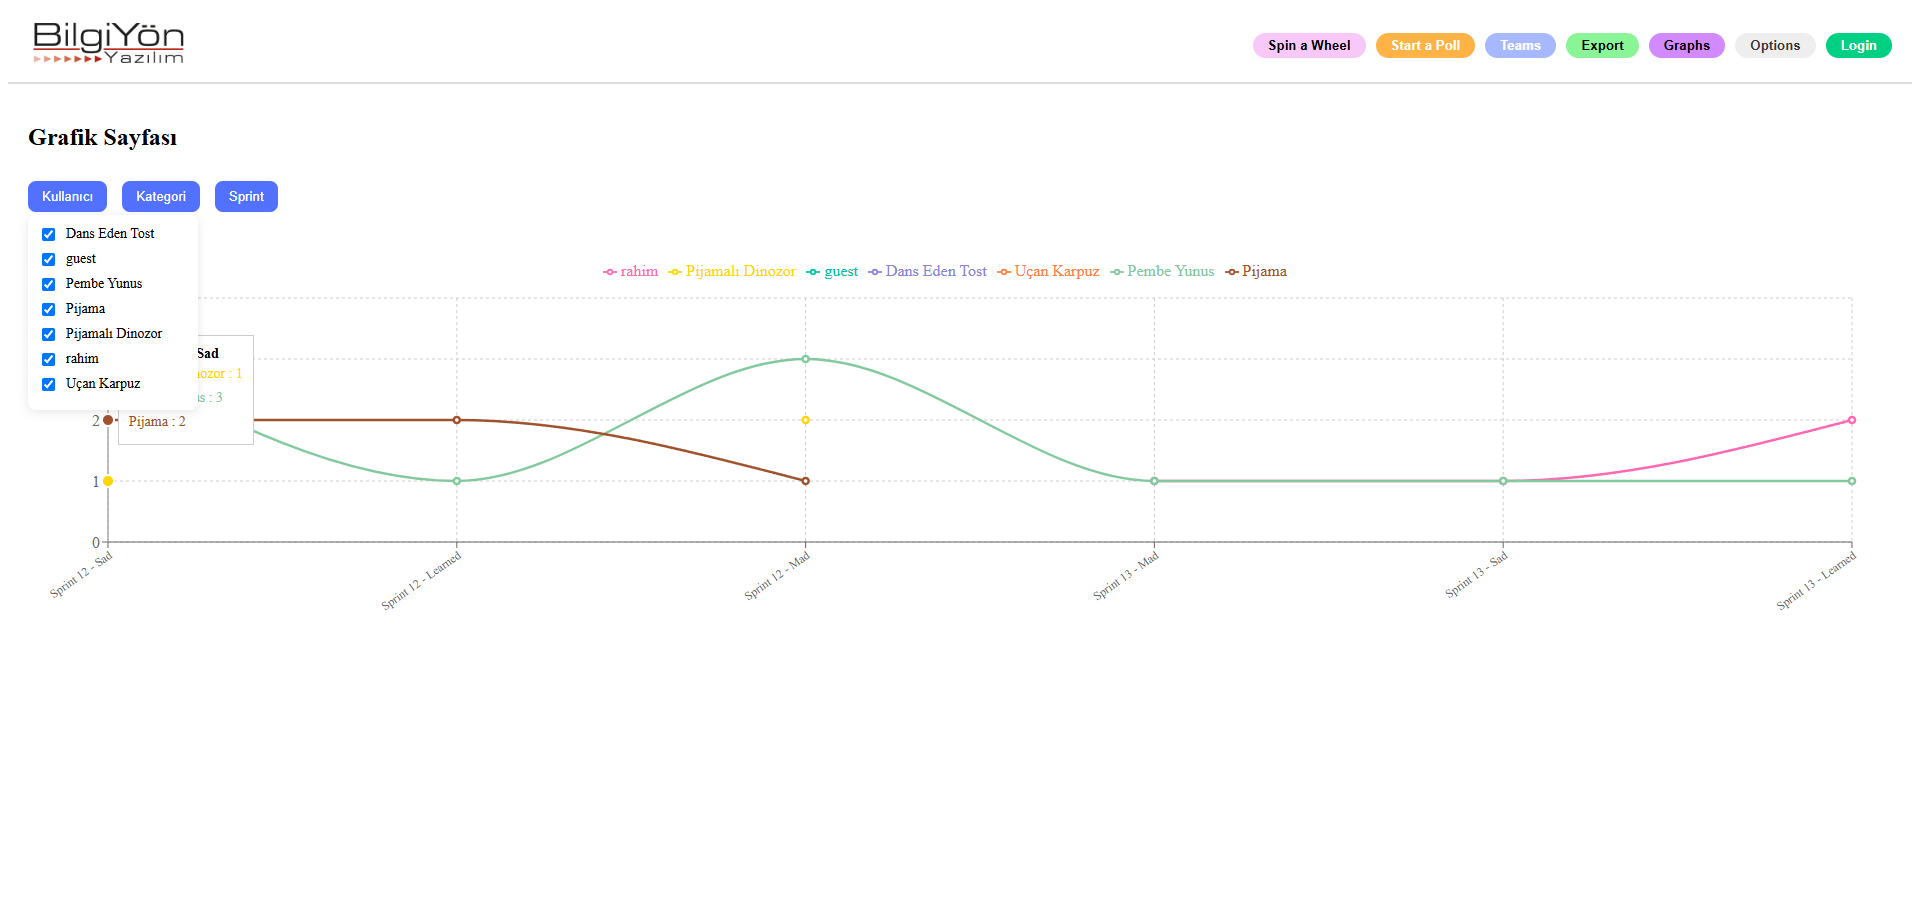 BilgiYön
Yazılım
Spin a Wheel
Start a Poll
Teams
Export
Graphs
Options
Login
Grafik Sayfası
Kullanıcı
Kategori
Sprint
Dans Eden Tost
guest
Pembe Yunus
Pijama
Pijamalı Dinozor
rahim
Uçan Karpuz
rahim
Pijamalı Dinozor
guest
Dans Eden Tost
Uçan Karpuz
Pembe Yunus
Pijama
Sad
: 1
: 3
Pijama : 2
2
1
0
Sprint 12 - Sad
Sprint 12 - Learned
Sprint 12 - Mad
Sprint 13 - Mad
Sprint 13 - Sad
Sprint 13 - Learned